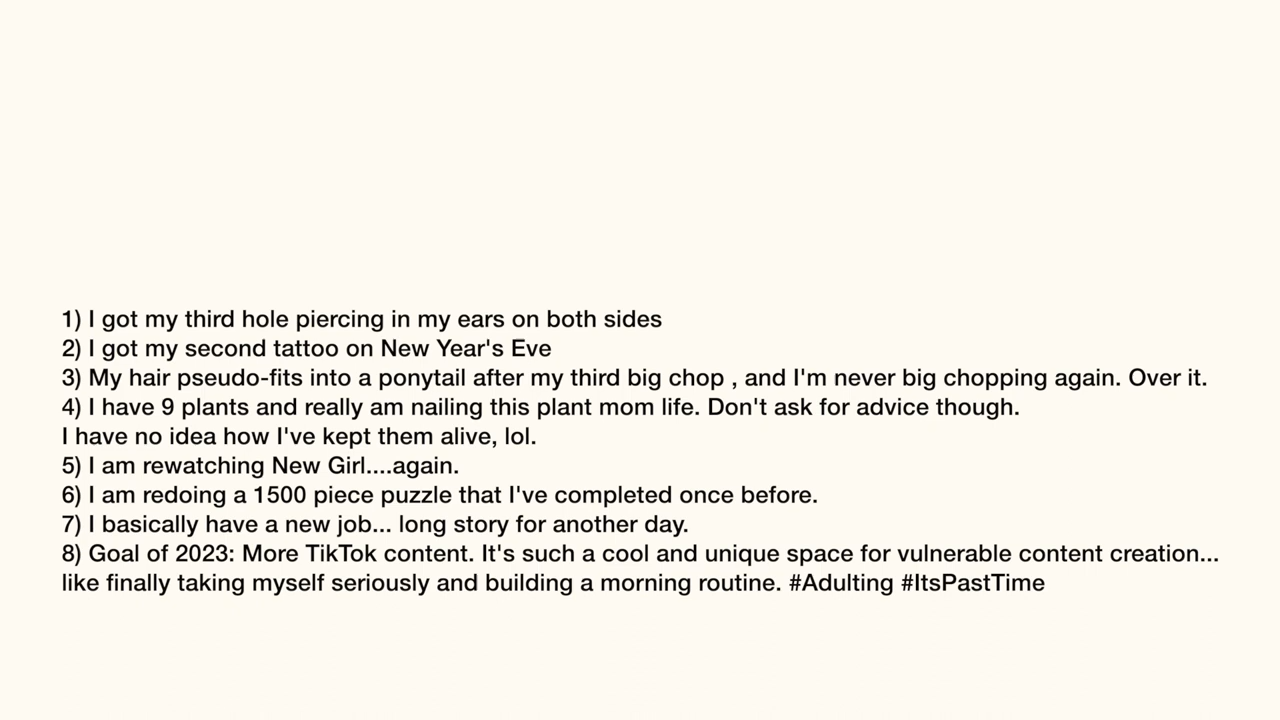 1) I got my third hole piercing in my ears on both sides
2) I got my second tattoo on New Year's Eve
3) My hair pseudo-fits into a ponytail after my third big chop , and I'm never big chopping again. Over it.
4) I have 9 plants and really am nailing this plant mom life. Don't ask for advice though.
I have no idea how I've kept them alive, lol.
5) I am rewatching New Girl....again.
6) I am redoing a 1500 piece puzzle that I've completed once before.
7) I basically have a new job... long story for another day.
8) Goal of 2023: More TikTok content. It's such a cool and unique space for vulnerable content creation...
like finally taking myself seriously and building a morning routine. #Adulting #ItsPastTime